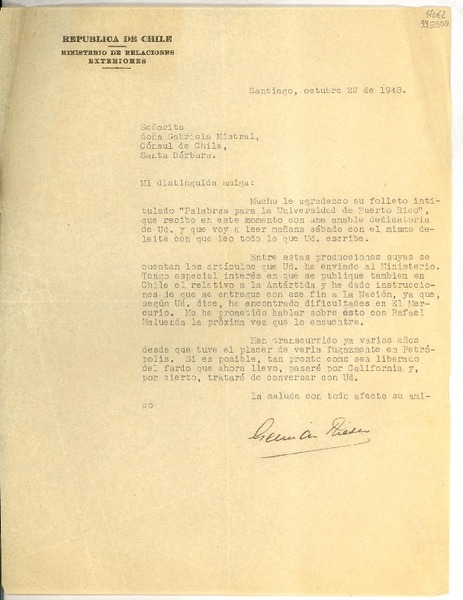 17062
995500
REPUBLICA DE CHILE
MINISTERIO DE RELACIONES
EXTERIORES
Santiago, octubre 22 de 1948.
Señorita
doña Gabriela Mistral,
Cónsul de Chile,
Santa Bárbara.
Mi distinguida amiga:
Mucho le agradezco su folleto inti-
tulado "Palabras para la Universidad de Puerto Rico",
que recibo en este momento con una amable dedicatoria
de Ud. y que voy a leer mañana sábado con el mismo de-
leite con que leo todo lo que Ud. escribe.
Entre estas producciones suyas se
cuentan los artículos que Ud. ha enviado al Ministerio.
Tengo especial interés en que se publique también en
Chile el relativo a la Antártida y he dado instruccio-
nes de que se entregue con ese fin a La Nación, ya que,
según Ud. dice, ha encontrado dificultades en El Mer-
curio. Me he prometido hablar sobre esto con Rafael
Maluenda la próxima vez que lo encuentre.
Han transcurrido ya varios años
desde que tuve el placer de verla fugazmente en Petró-
polis. Si es posible, tan pronto como sea liberado
del fardo que ahora llevo, pasaré por California y,
por cierto, trataré de conversar con Ud.
La saluda con todo afecto su ami-
go
Germán Riesco